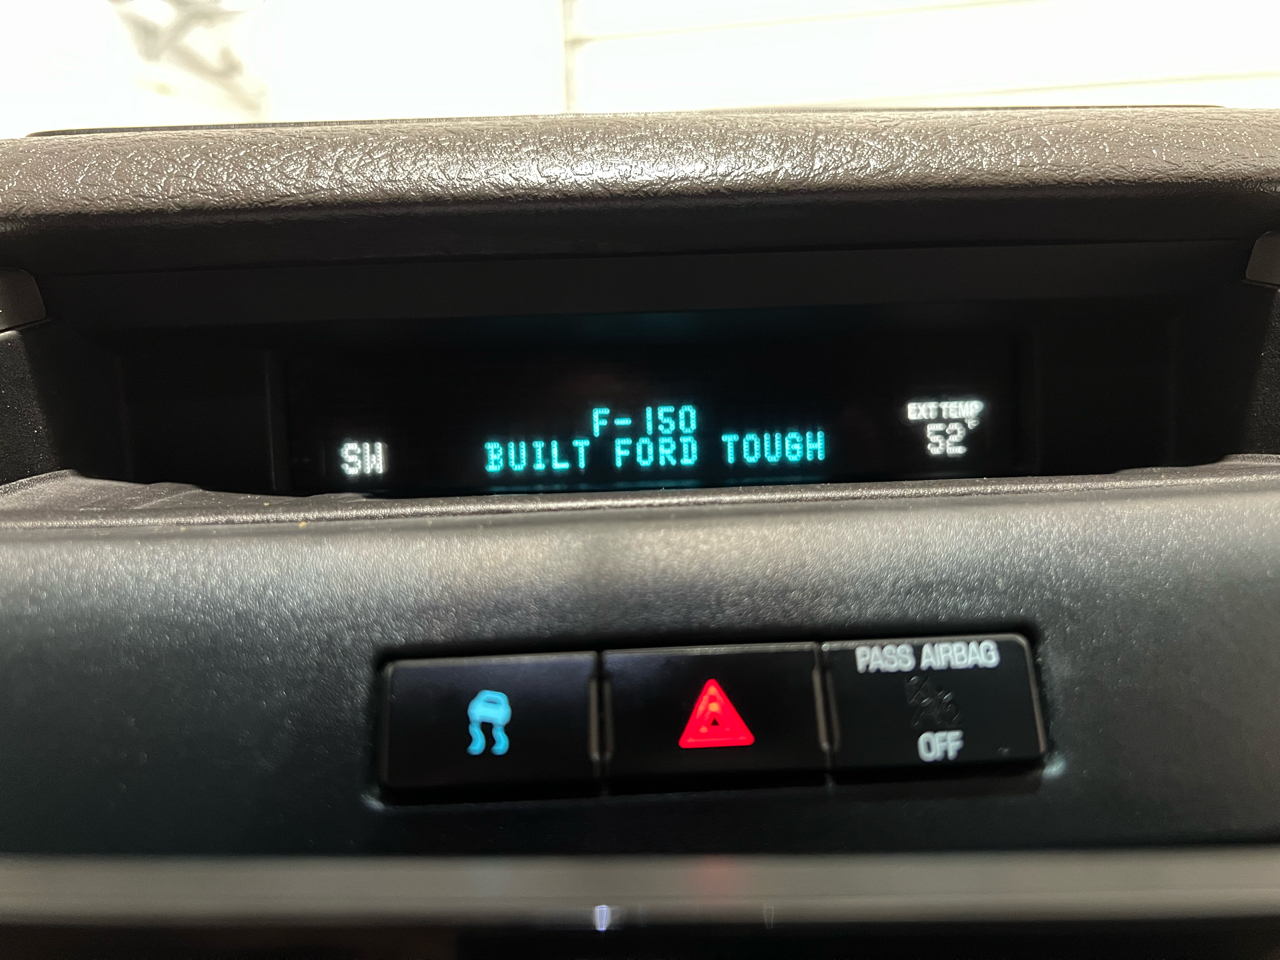 F-150
BUILT FORD TOUGH
SW
EXT TEMP
52°
PASS AIRBAG
OFF